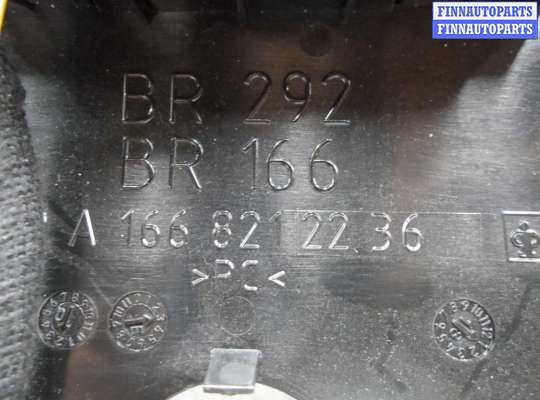 FINNAUTOPARTS
FINNAUTOPARTS
BR 292
BR 166
A 166 821 22 36
>PC<